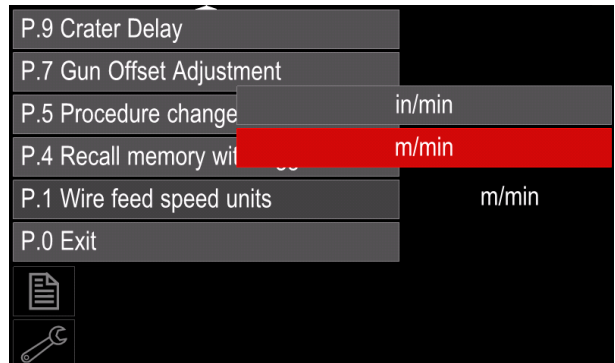 P.9 Crater Delay
P.7 Gun Offset Adjustment
in/min
P.5 Procedure change
m/min
P.4 Recall memory
P.1 Wire feed speed units
m/min
P.0 Exit